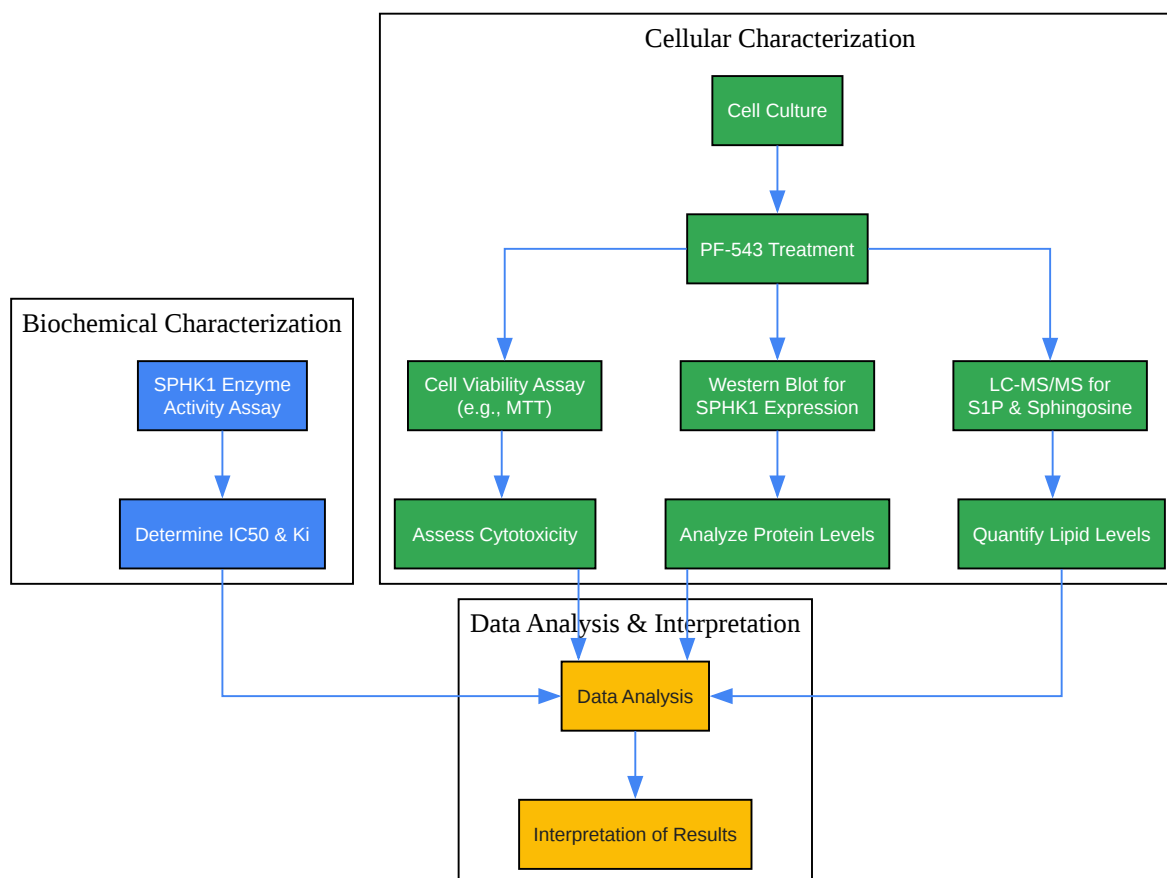 Cellular Characterization
Cell Culture
PF-543 Treatment
Biochemical Characterization
SPHK1 Enzyme
Activity Assay
Cell Viability Assay
(e.g., MTT)
Western Blot for
SPHK1 Expression
LC-MS/MS for
S1P & Sphingosine
Determine IC50 & Ki
Assess Cytotoxicity
Analyze Protein Levels
Quantify Lipid Levels
Data Analysis & Interpretation
Data Analysis
Interpretation of Results